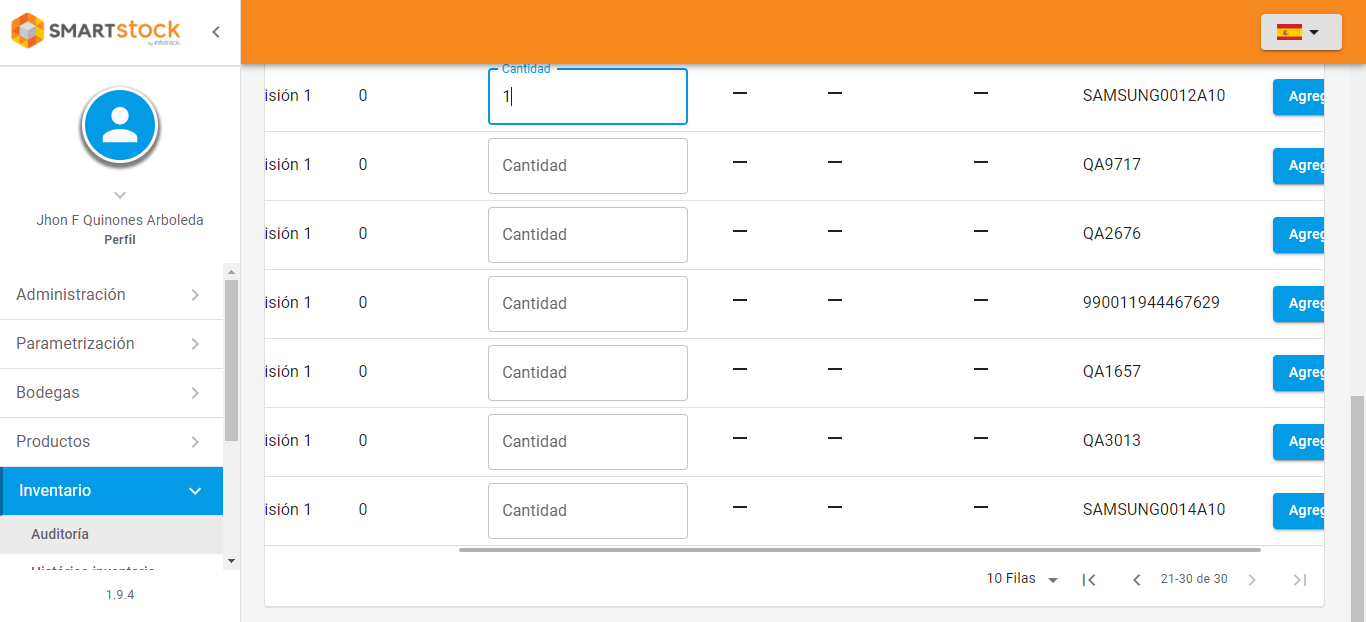 SMARTstock
by infotrack.
Jhon F Quinones Arboleda
Perfil
Administración
Parametrización
Bodegas
Productos
Inventario
Auditoría
Histórico inventario
1.9.4
Cantidad
isión 1 0 1 — — — SAMSUNG0012A10 Agreg
isión 1 0 Cantidad — — — QA9717 Agreg
isión 1 0 Cantidad — — — QA2676 Agreg
isión 1 0 Cantidad — — — 990011944467629 Agreg
isión 1 0 Cantidad — — — QA1657 Agreg
isión 1 0 Cantidad — — — QA3013 Agreg
isión 1 0 Cantidad — — — SAMSUNG0014A10 Agreg
10 Filas 21-30 de 30